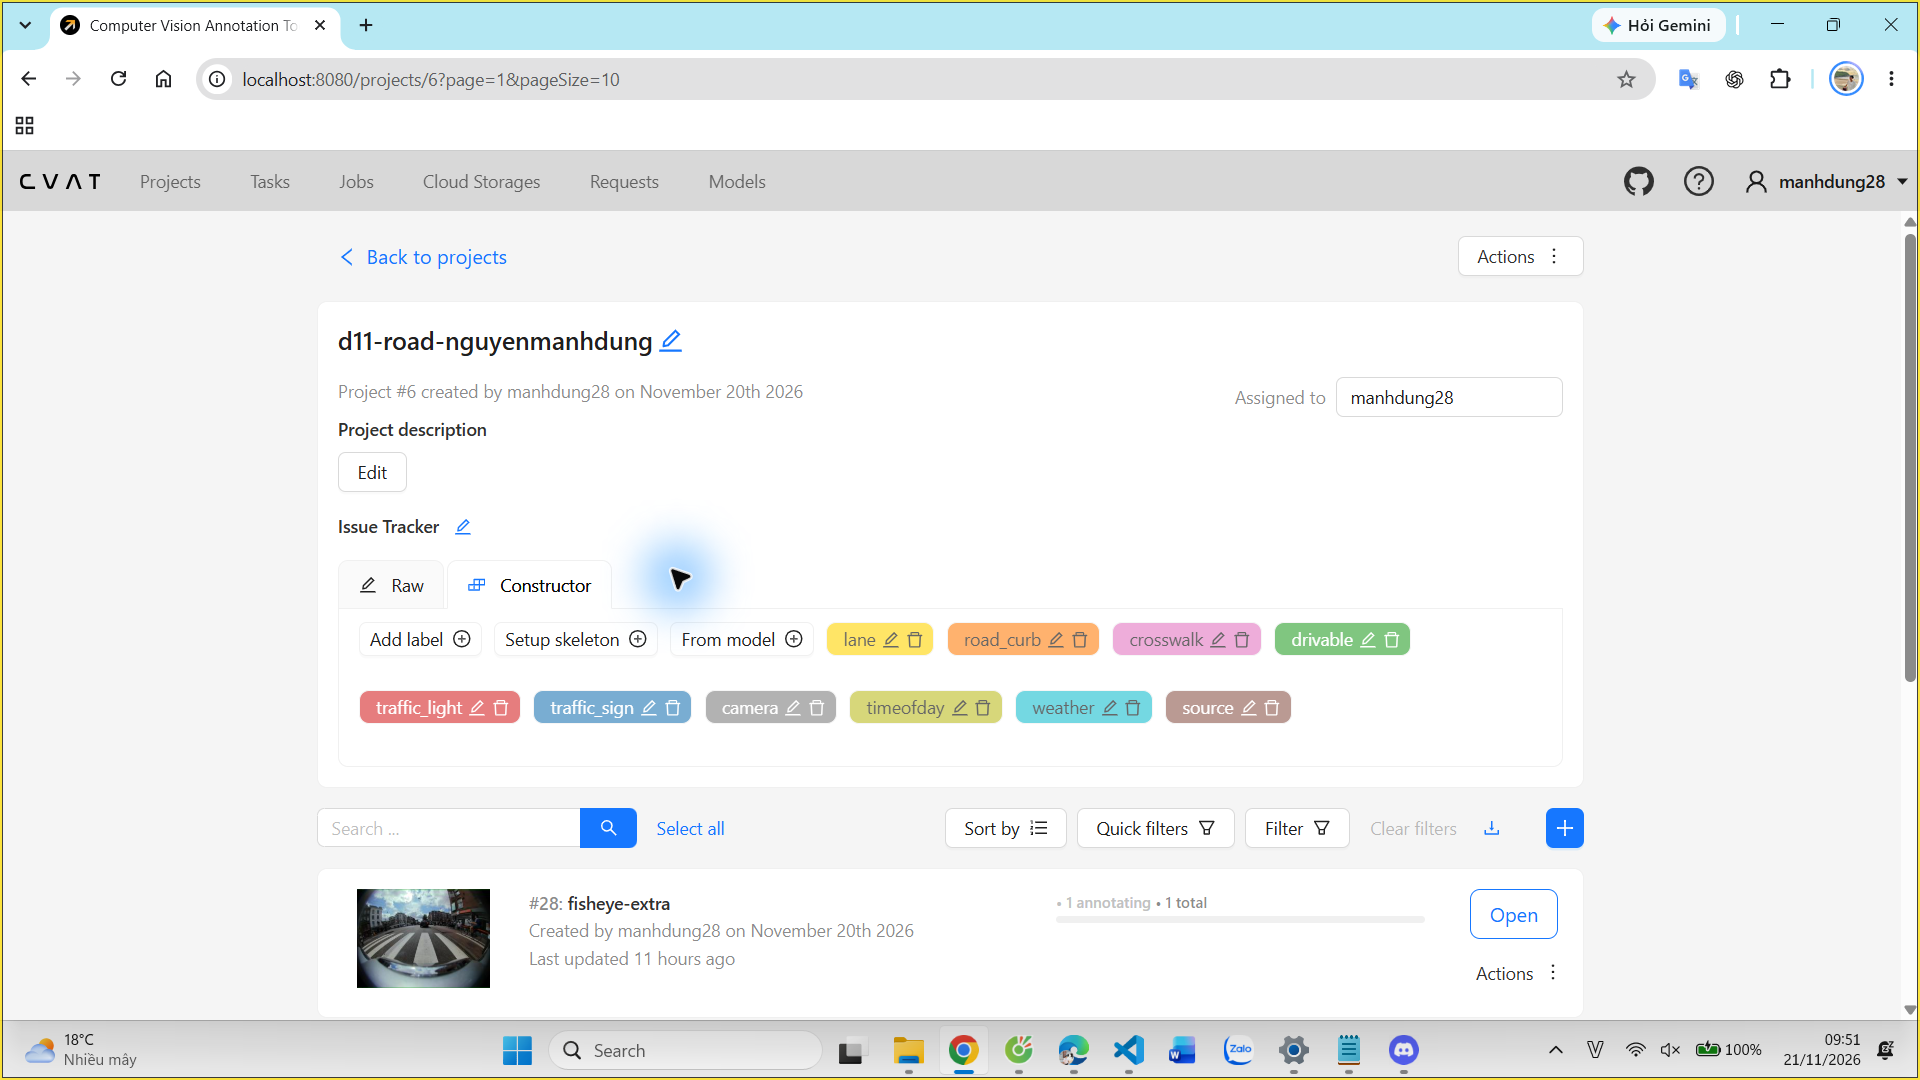 Computer Vision Annotation To
Hỏi Gemini
localhost:8080/projects/6?page=1&pageSize=10
CVAT
Projects
Tasks
Jobs
Cloud Storages
Requests
Models
manhdung28
Back to projects
Actions
d11-road-nguyenmanhdung
Project #6 created by manhdung28 on November 20th 2026
Assigned to
manhdung28
Project description
Edit
Issue Tracker
Raw
Constructor
Add label
Setup skeleton
From model
lane
road_curb
crosswalk
drivable
traffic_light
traffic_sign
camera
timeofday
weather
source
Search ...
Select all
Sort by
Quick filters
Filter
Clear filters
#28: fisheye-extra
Created by manhdung28 on November 20th 2026
Last updated 11 hours ago
• 1 annotating • 1 total
Open
Actions
18°C
Nhiều mây
Search
Zalo
V
100%
09:51
21/11/2026